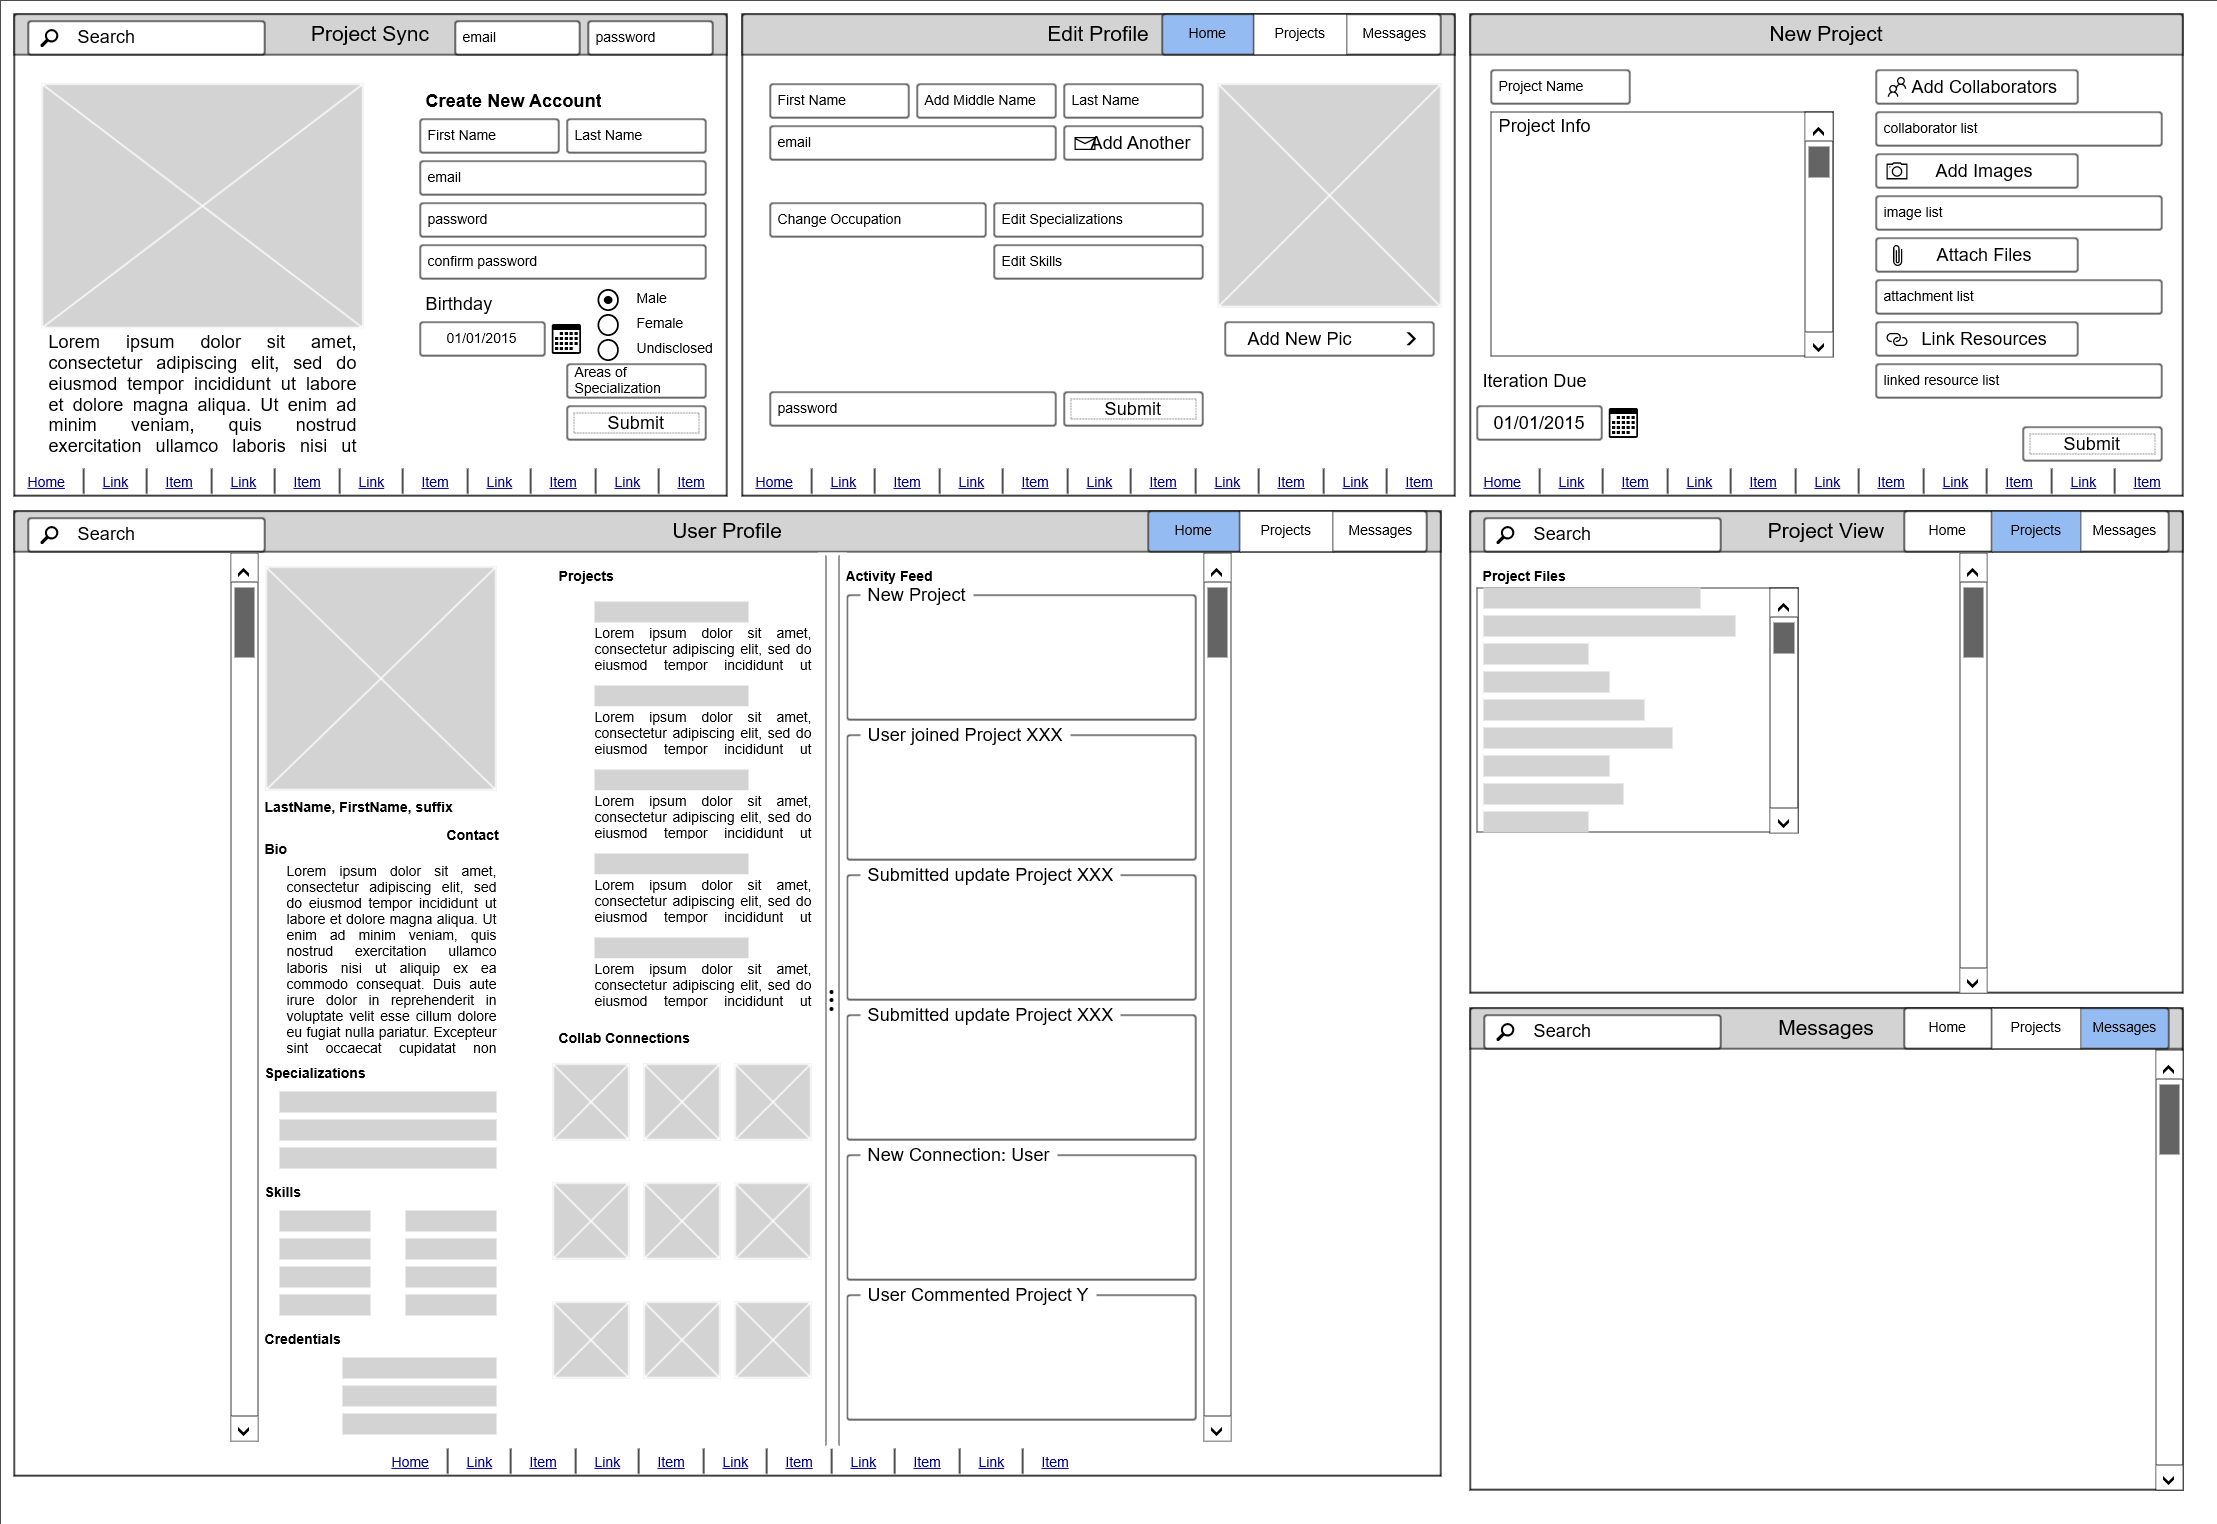 Search
Project Sync
email
password
Create New Account
First Name
Last Name
email
password
confirm password
Birthday
01/01/2015
Male
Female
Undisclosed
Areas of
Specialization
Submit
Lorem ipsum dolor sit amet,
consectetur adipiscing elit, sed do
eiusmod tempor incididunt ut labore
et dolore magna aliqua. Ut enim ad
minim veniam, quis nostrud
exercitation ullamco laboris nisi ut
Home Link Item Link Item Link Item Link Item Link Item
Edit Profile
Home Projects Messages
First Name
Add Middle Name
Last Name
email
Add Another
Change Occupation
Edit Specializations
Edit Skills
Add New Pic
password
Submit
Home Link Item Link Item Link Item Link Item Link Item
New Project
Project Name
Project Info
Iteration Due
01/01/2015
Add Collaborators
collaborator list
Add Images
image list
Attach Files
attachment list
Link Resources
linked resource list
Submit
Home Link Item Link Item Link Item Link Item Link Item
Search
User Profile
Home Projects Messages
LastName, FirstName, suffix
Contact
Bio
Lorem ipsum dolor sit amet,
consectetur adipiscing elit, sed
do eiusmod tempor incididunt ut
labore et dolore magna aliqua. Ut
enim ad minim veniam, quis
nostrud exercitation ullamco
laboris nisi ut aliquip ex ea
commodo consequat. Duis aute
irure dolor in reprehenderit in
voluptate velit esse cillum dolore
eu fugiat nulla pariatur. Excepteur
sint occaecat cupidatat non
Specializations
Skills
Credentials
Projects
Lorem ipsum dolor sit amet,
consectetur adipiscing elit, sed do
eiusmod tempor incididunt ut
Lorem ipsum dolor sit amet,
consectetur adipiscing elit, sed do
eiusmod tempor incididunt ut
Lorem ipsum dolor sit amet,
consectetur adipiscing elit, sed do
eiusmod tempor incididunt ut
Lorem ipsum dolor sit amet,
consectetur adipiscing elit, sed do
eiusmod tempor incididunt ut
Lorem ipsum dolor sit amet,
consectetur adipiscing elit, sed do
eiusmod tempor incididunt ut
Collab Connections
Activity Feed
New Project
User joined Project XXX
Submitted update Project XXX
Submitted update Project XXX
New Connection: User
User Commented Project Y
Home Link Item Link Item Link Item Link Item Link Item
Search
Project View
Home Projects Messages
Project Files
Search
Messages
Home Projects Messages